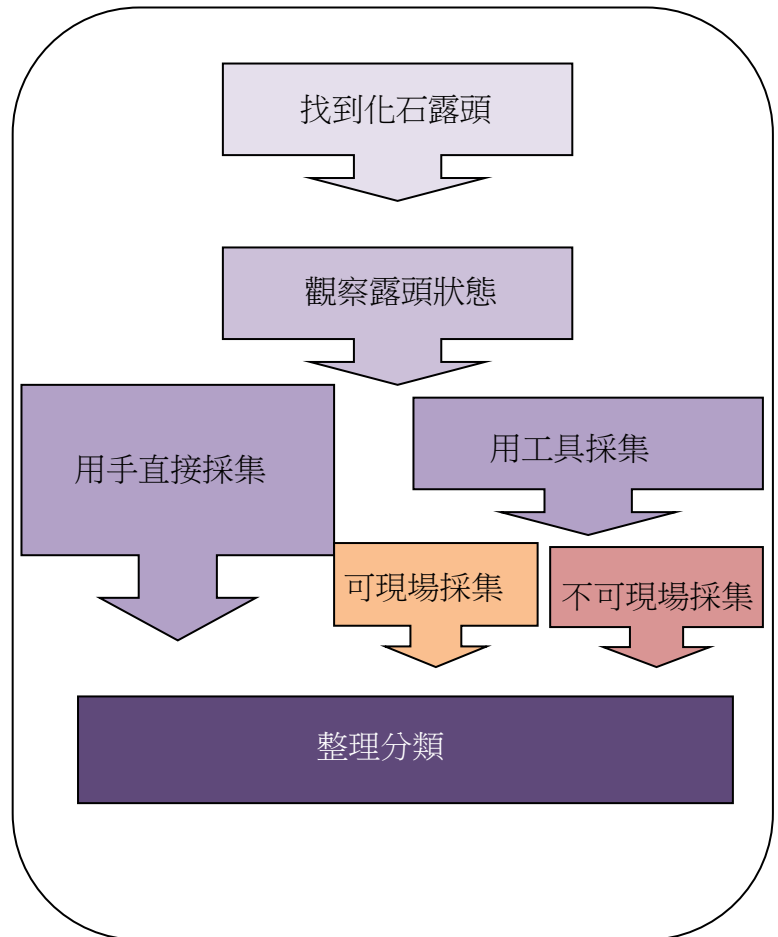 找到化石露頭
觀察露頭狀態
用手直接採集
用工具採集
可現場採集
不可現場採集
整理分類